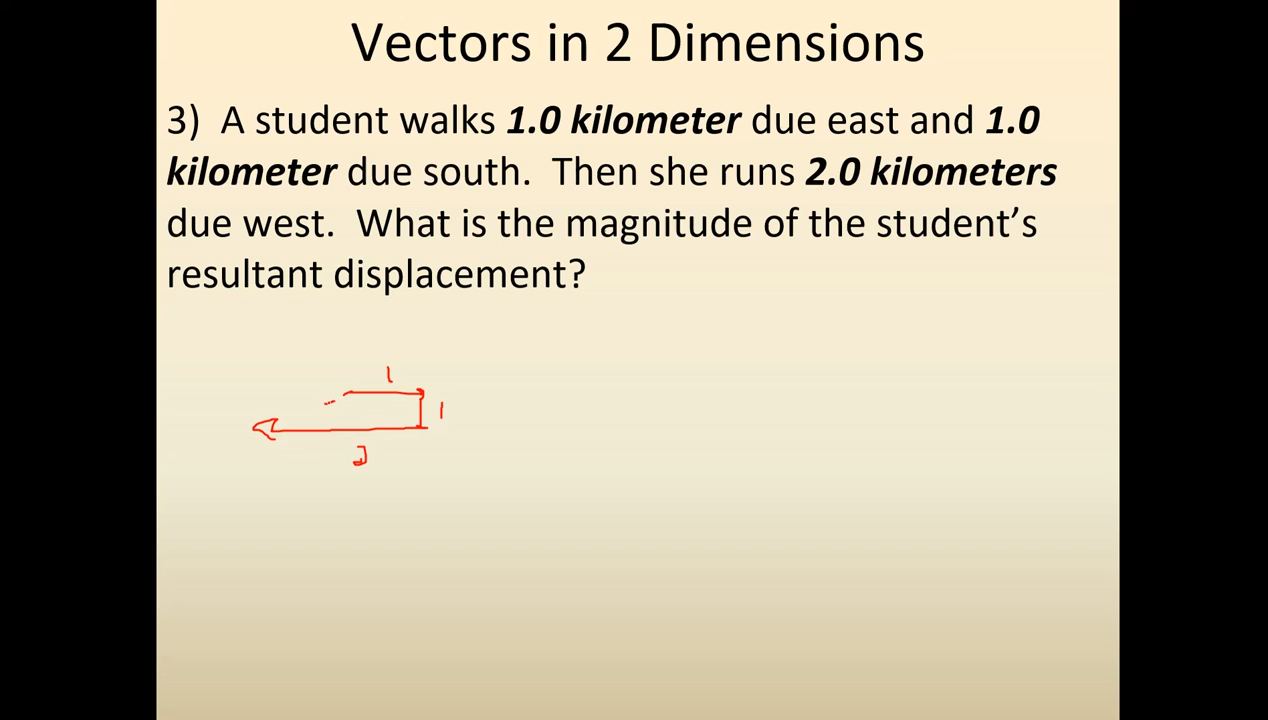 Vectors in 2 Dimensions
3) A student walks 1.0 kilometer due east and 1.0
kilometer due south. Then she runs 2.0 kilometers
due west. What is the magnitude of the student’s
resultant displacement?
1
1
2